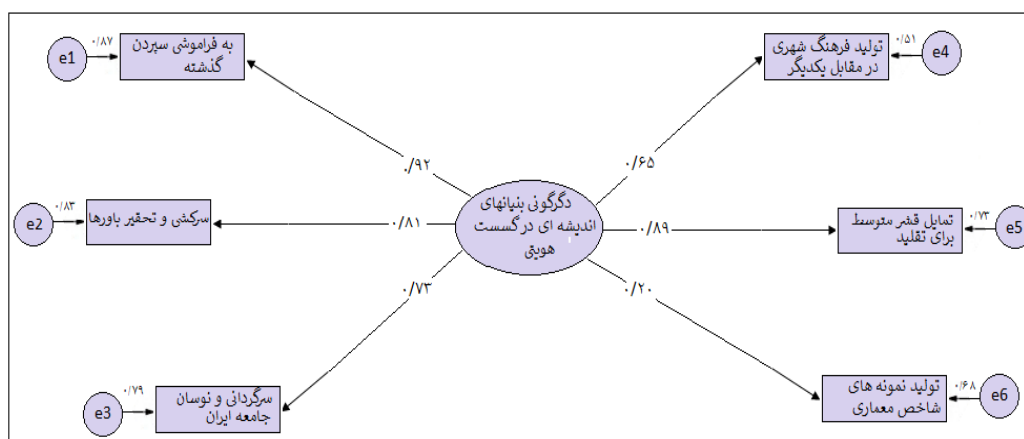 e1
۰/۸۷
به فراموشی سپردن
گذشته
تولید فرهنگ شهری
در مقابل یکدیگر
۰/۵۱
e4
۰/۹۲
۰/۶۵
e2
۰/۸۳
سرکشی و تحقیر باورها
۰/۸۱
دگرگونی بنیانهای
اندیشه ای در گسست
هویتی
۰/۸۹
تمایل قشر متوسط
برای تقلید
۰/۷۳
e5
۰/۷۳
۰/۲۰
e3
۰/۷۹
سرگردانی و نوسان
جامعه ایران
تولید نمونه های
شاخص معماری
۰/۶۸
e6